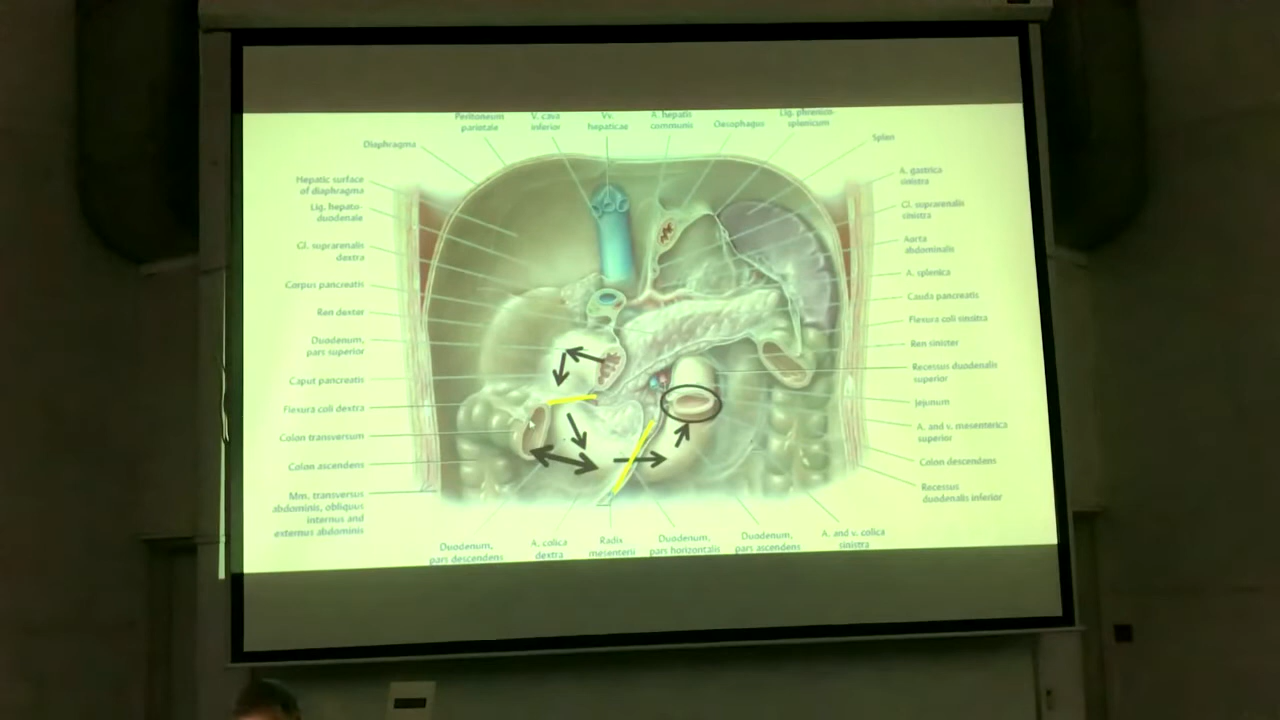 Peritoneum
parietale
V. cava
inferior
Vv.
hepaticae
A. hepatis
communis
Oesophagus
Lig. phrenico-
splenicum
Diaphragma
Hepatic surface
of diaphragma
Lig. hepato-
duodenale
Gl. suprarenalis
dextra
Corpus pancreatis
Ren dexter
Duodenum,
pars superior
Caput pancreatis
Flexura coli dextra
Colon transversum
Colon ascendens
Mm. transversus
abdominis, obliquus
internus and
externus abdominis
Splen
A. gastrica
sinistra
Gl. suprarenalis
sinistra
Aorta
abdominalis
A. splenica
Cauda pancreatis
Flexura coli sinistra
Ren sinister
Recessus duodenalis
superior
Jejunum
A. and v. mesenterica
superior
Colon descendens
Recessus
duodenalis inferior
Duodenum,
pars descendens
A. colica
dextra
Radix
mesenterii
Duodenum,
pars horizontalis
Duodenum,
pars ascendens
A. and v. colica
sinistra